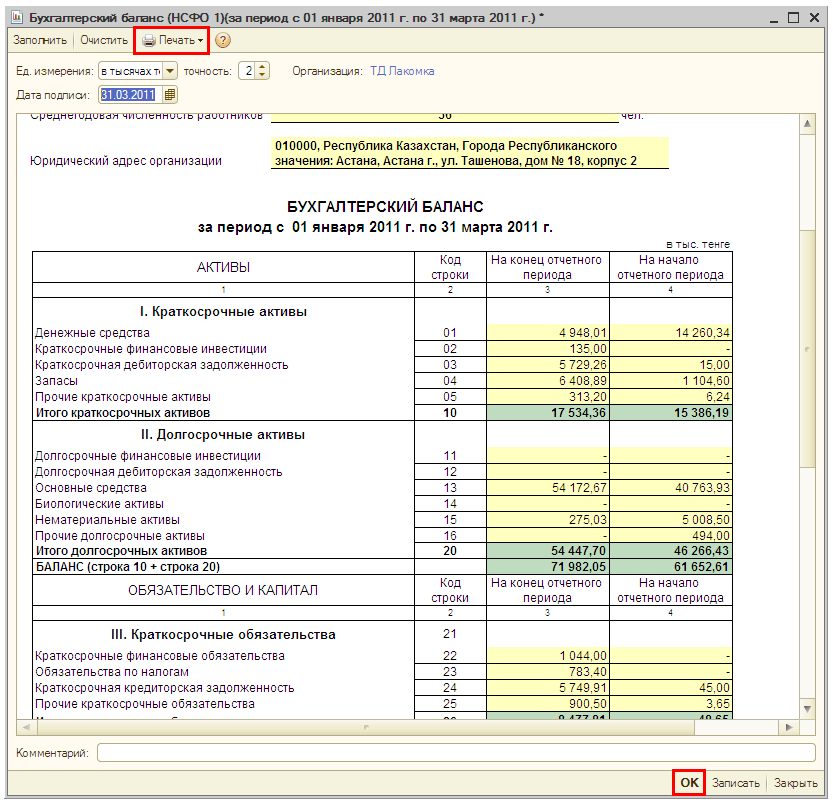 Бухгалтерский баланс (НСФО 1)(за период с 01 января 2011 г. по 31 марта 2011 г.) *
Заполнить Очистить Печать ?
Ед. измерения: в тысячах т точность: 2 Организация: ТД Лакомка
Дата подписи: 31.03.2011
Среднегодовая численность работников 56 чел.
Юридический адрес организации
010000, Республика Казахстан, Города Республиканского
значения: Астана, Астана г., ул. Ташенова, дом № 18, корпус 2
БУХГАЛТЕРСКИЙ БАЛАНС
за период с 01 января 2011 г. по 31 марта 2011 г.
в тыс. тенге
АКТИВЫ Код строки На конец отчетного периода На начало отчетного периода
1 2 3 4
I. Краткосрочные активы
Денежные средства 01 4 948,01 14 260,34
Краткосрочные финансовые инвестиции 02 135,00 -
Краткосрочная дебиторская задолженность 03 5 729,26 15,00
Запасы 04 6 408,89 1 104,60
Прочие краткосрочные активы 05 313,20 6,24
Итого краткосрочных активов 10 17 534,36 15 386,19
II. Долгосрочные активы
Долгосрочные финансовые инвестиции 11 - -
Долгосрочная дебиторская задолженность 12 - -
Основные средства 13 54 172,67 40 763,93
Биологические активы 14 - -
Нематериальные активы 15 275,03 5 008,50
Прочие долгосрочные активы 16 - 494,00
Итого долгосрочных активов 20 54 447,70 46 266,43
БАЛАНС (строка 10 + строка 20) 71 982,05 61 652,61
ОБЯЗАТЕЛЬСТВО И КАПИТАЛ Код строки На конец отчетного периода На начало отчетного периода
1 2 3 4
III. Краткосрочные обязательства 21
Краткосрочные финансовые обязательства 22 1 044,00 -
Обязательства по налогам 23 783,40 -
Краткосрочная кредиторская задолженность 24 5 749,91 45,00
Прочие краткосрочные обязательства 25 900,50 3,65
Комментарий:
OK Записать Закрыть